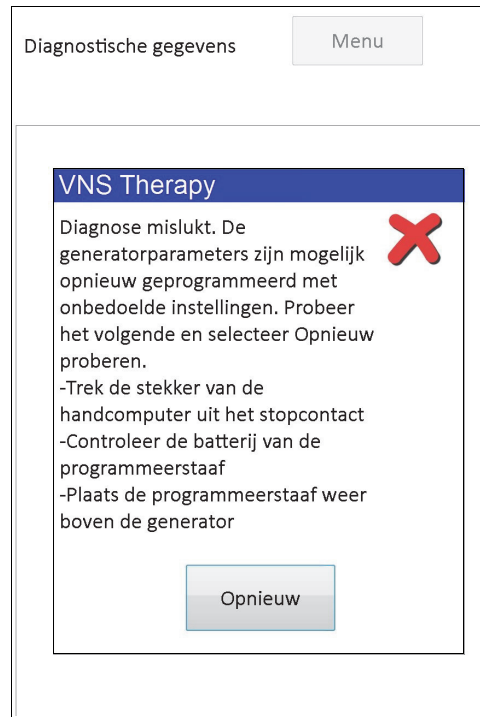 Diagnostische gegevens
Menu
VNS Therapy
Diagnose mislukt. De
generatorparameters zijn mogelijk
opnieuw geprogrammeerd met
onbedoelde instellingen. Probeer
het volgende en selecteer Opnieuw
proberen.
-Trek de stekker van de
handcomputer uit het stopcontact
-Controleer de batterij van de
programmeerstaaf
-Plaats de programmeerstaaf weer
boven de generator
Opnieuw